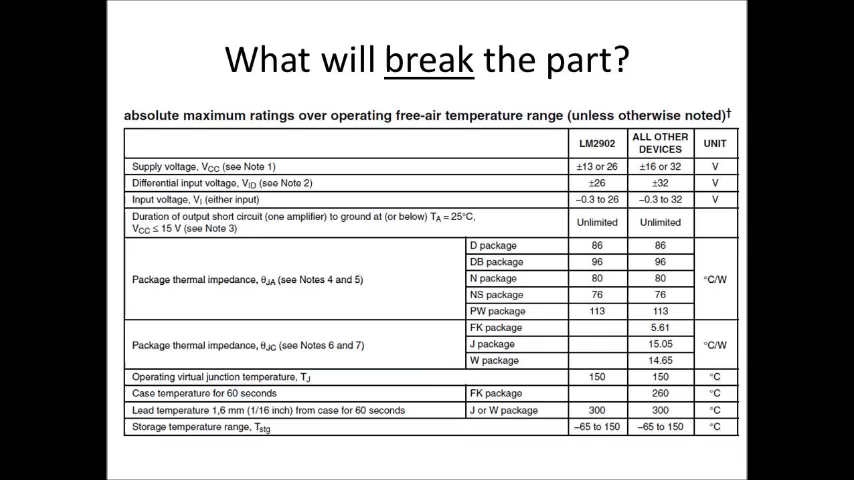 What will break the part?
absolute maximum ratings over operating free-air temperature range (unless otherwise noted)†
LM2902 ALL OTHER DEVICES UNIT
Supply voltage, VCC (see Note 1) ±13 or 26 ±16 or 32 V
Differential input voltage, VID (see Note 2) ±26 ±32 V
Input voltage, VI (either input) −0.3 to 26 −0.3 to 32 V
Duration of output short circuit (one amplifier) to ground at (or below) TA = 25°C,
VCC ≤ 15 V (see Note 3) Unlimited Unlimited
Package thermal impedance, θJA (see Notes 4 and 5) °C/W
D package 86 86
DB package 96 96
N package 80 80
NS package 76 76
PW package 113 113
Package thermal impedance, θJC (see Notes 6 and 7) °C/W
FK package 5.61
J package 15.05
W package 14.65
Operating virtual junction temperature, TJ 150 150 °C
Case temperature for 60 seconds FK package 260 °C
Lead temperature 1,6 mm (1/16 inch) from case for 60 seconds J or W package 300 300 °C
Storage temperature range, Tstg −65 to 150 −65 to 150 °C